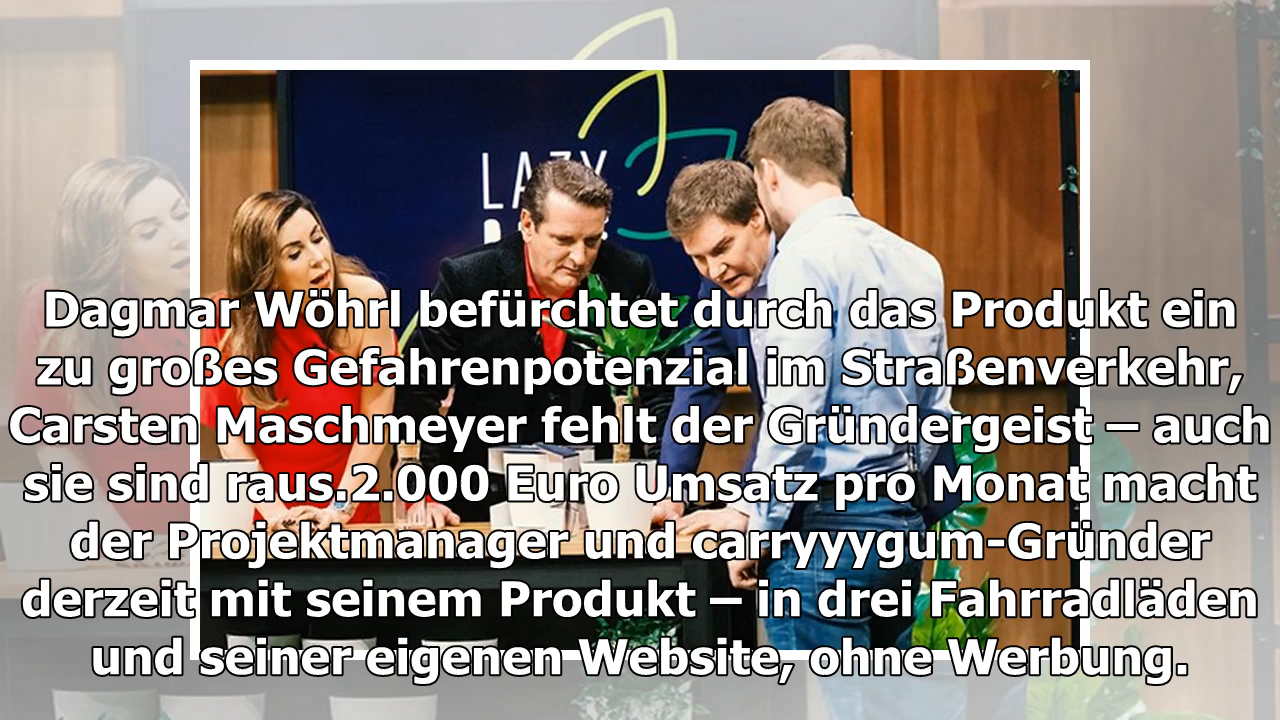 LAZY
Dagmar Wöhrl befürchtet durch das Produkt ein
zu großes Gefahrenpotenzial im Straßenverkehr,
Carsten Maschmeyer fehlt der Gründergeist – auch
sie sind raus.2.000 Euro Umsatz pro Monat macht
der Projektmanager und carryyygum-Gründer
derzeit mit seinem Produkt – in drei Fahrradläden
und seiner eigenen Website, ohne Werbung.